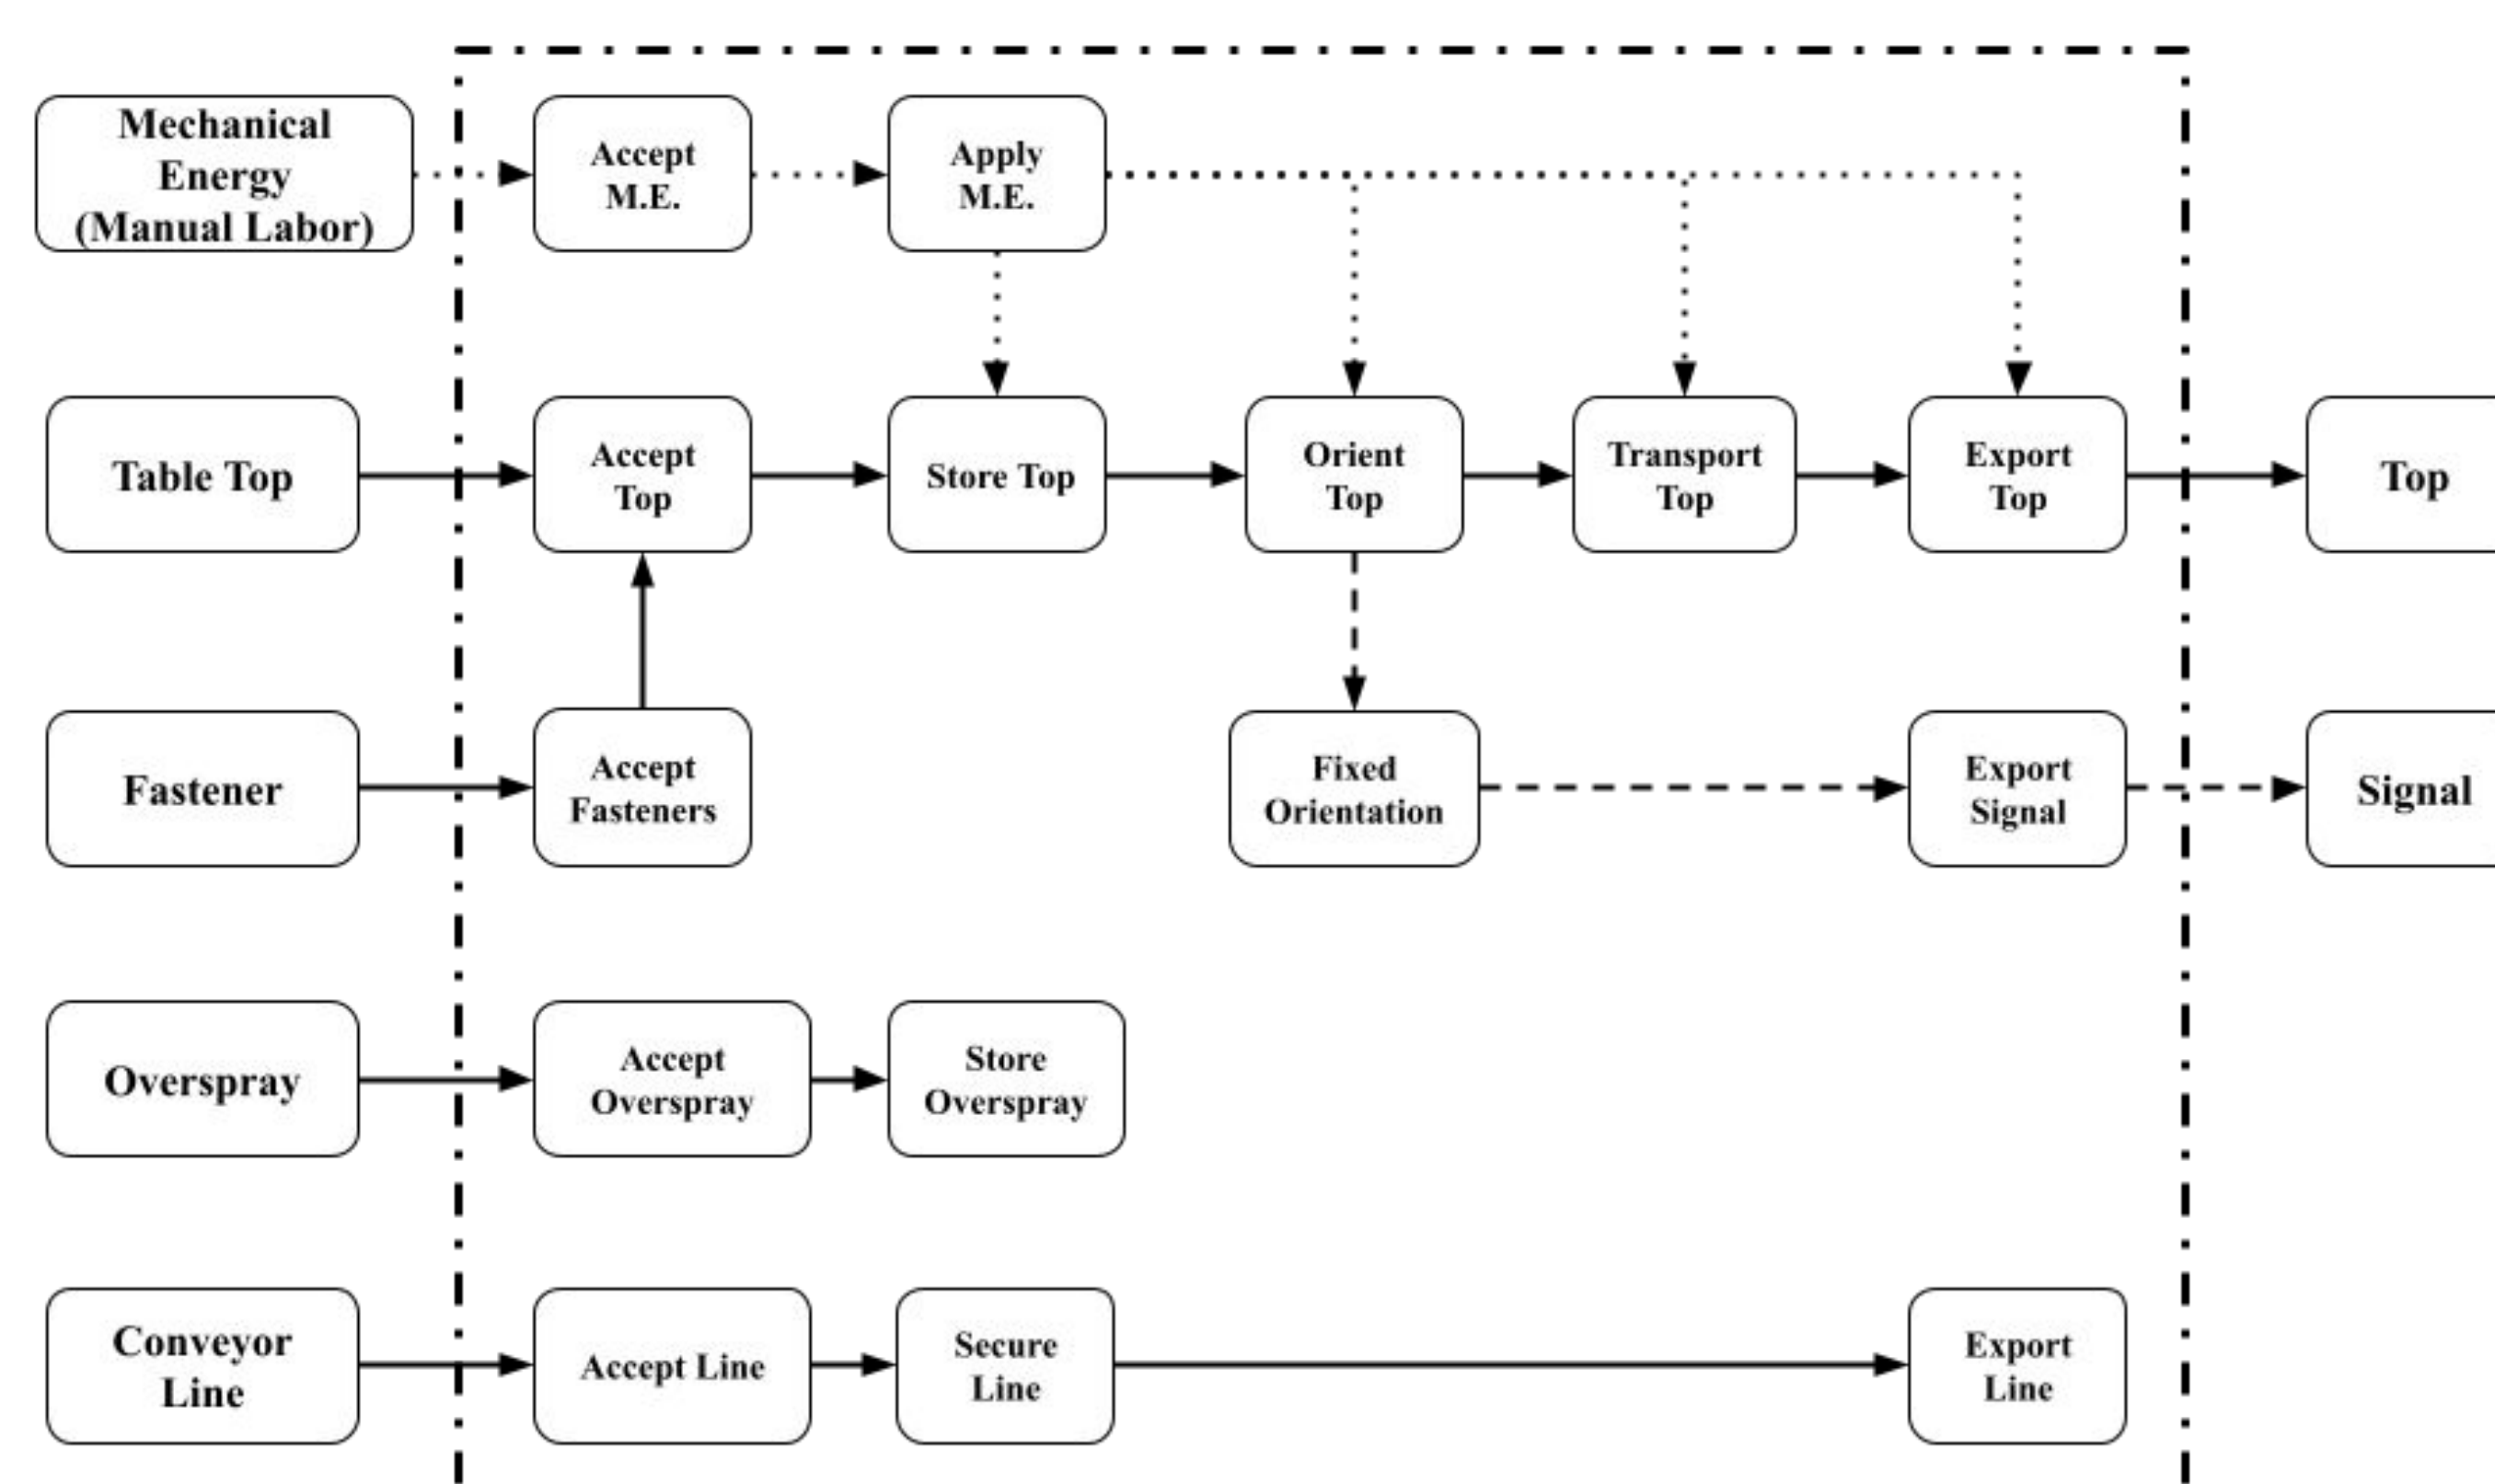 Mechanical
Energy
(Manual Labor)
Accept
M.E.
Apply
M.E.
Table Top
Accept
Top
Store Top
Orient
Top
Transport
Top
Export
Top
Top
Fastener
Accept
Fasteners
Fixed
Orientation
Export
Signal
Signal
Overspray
Accept
Overspray
Store
Overspray
Conveyor
Line
Accept Line
Secure
Line
Export
Line